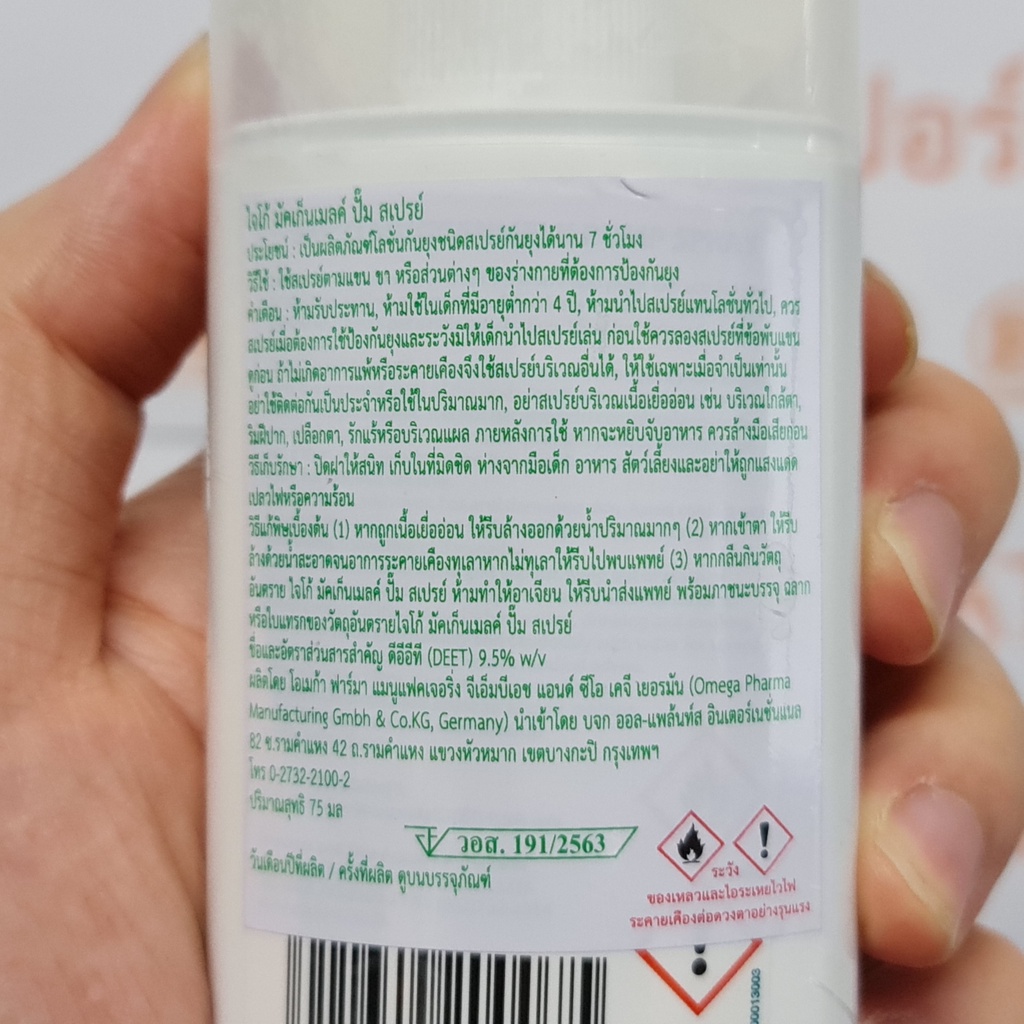 ปอร์
ไจโก้ มัคเก็นเมลค์ ปั๊ม สเปรย์
ประโยชน์ : เป็นผลิตภัณฑ์โลชั่นกันยุงชนิดสเปรย์กันยุงได้นาน 7 ชั่วโมง
วิธีใช้ : ใช้สเปรย์ตามแขน ขา หรือส่วนต่างๆ ของร่างกายที่ต้องการป้องกันยุง
คำเตือน : ห้ามรับประทาน, ห้ามใช้ในเด็กที่มีอายุต่ำกว่า 4 ปี, ห้ามนำไปสเปรย์แทนโลชั่นทั่วไป, ควร
สเปรย์เมื่อต้องการใช้ป้องกันยุงและระวังมิให้เด็กนำไปสเปรย์เล่น ก่อนใช้ควรลองสเปรย์ที่ข้อพับแขน
ดูก่อน ถ้าไม่เกิดอาการแพ้หรือระคายเคืองจึงใช้สเปรย์บริเวณอื่นได้, ให้ใช้เฉพาะเมื่อจำเป็นเท่านั้น
อย่าใช้ติดต่อกันเป็นประจำหรือใช้ในปริมาณมาก, อย่าสเปรย์บริเวณเนื้อเยื่ออ่อน เช่น บริเวณใกล้ตา,
ริมฝีปาก, เปลือกตา, รักแร้หรือบริเวณแผล ภายหลังการใช้ หากจะหยิบจับอาหาร ควรล้างมือเสียก่อน
วิธีเก็บรักษา : ปิดฝาให้สนิท เก็บในที่มิดชิด ห่างจากมือเด็ก อาหาร สัตว์เลี้ยงและอย่าให้ถูกแสงแดด
เปลวไฟหรือความร้อน
วิธีแก้พิษเบื้องต้น (1) หากถูกเนื้อเยื่ออ่อน ให้รีบล้างออกด้วยน้ำปริมาณมากๆ (2) หากเข้าตา ให้รีบ
ล้างด้วยน้ำสะอาดจนอาการระคายเคืองทุเลาหากไม่ทุเลาให้รีบไปพบแพทย์ (3) หากกลืนกินวัตถุ
อันตราย ไจโก้ มัคเก็นเมลค์ ปั๊ม สเปรย์ ห้ามทำให้อาเจียน ให้รีบนำส่งแพทย์ พร้อมภาชนะบรรจุ ฉลาก
หรือใบแทรกของวัตถุอันตรายไจโก้ มัคเก็นเมลค์ ปั๊ม สเปรย์
ชื่อและอัตราส่วนสารสำคัญ ดีอีอีที (DEET) 9.5% w/v
ผลิตโดย โอเมก้า ฟาร์มา แมนูแฟคเจอริ่ง จีเอ็มบีเอช แอนด์ ซีโอ เคจี เยอรมัน (Omega Pharma
Manufacturing Gmbh & Co.KG, Germany) นำเข้าโดย บจก ออล-แพล้นท์ส อินเตอร์เนชั่นแนล
82 ซ.รามคำแหง 42 ถ.รามคำแหง แขวงหัวหมาก เขตบางกะปิ กรุงเทพฯ
โทร 0-2732-2100-2
ปริมาณสุทธิ 75 มล
วอส. 191/2563
วันเดือนปีที่ผลิต / ครั้งที่ผลิต ดูบนบรรจุภัณฑ์
ระวัง
ของเหลวและไอระเหยไวไฟ
ระคายเคืองต่อดวงตาอย่างรุนแรง